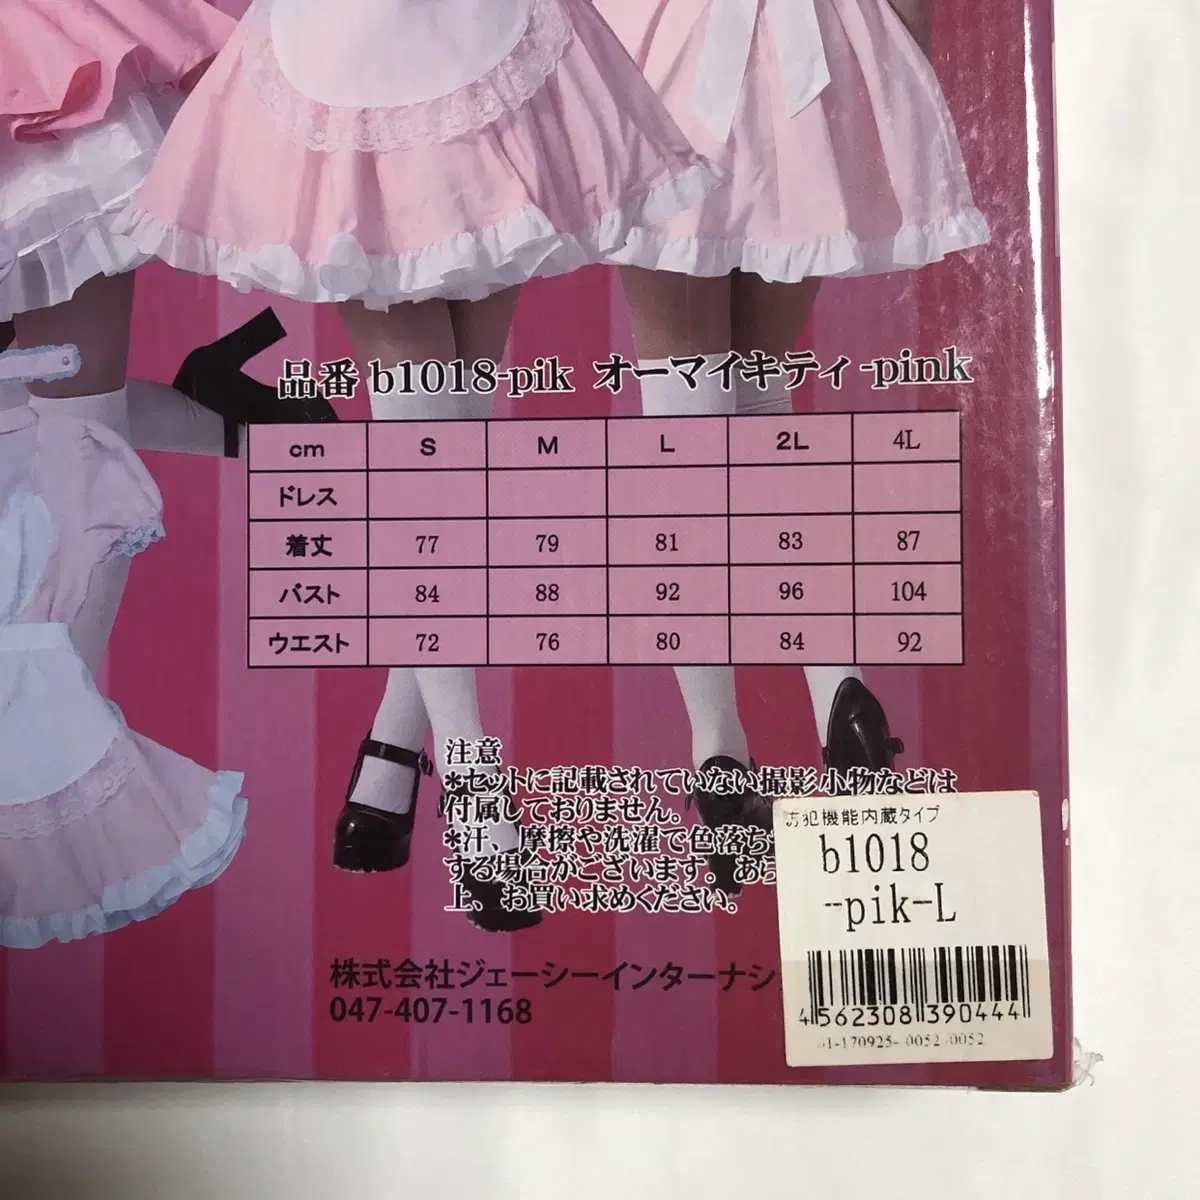 品番 b1018-pik オーマイキティ -pink
cm S M L 2L 4L
ドレス
着丈 77 79 81 83 87
バスト 84 88 92 96 104
ウエスト 72 76 80 84 92
注意
*セットに記載されていない撮影小物などは
付属しておりません。
*汗、摩擦や洗濯で色落ち
する場合がございます。あら
上、お買い求めください。
株式会社ジェーシーインターナシ
047-407-1168
防犯機能内蔵タイプ
b1018
-pik-L
4562308390444
01-170925- 0052-0052